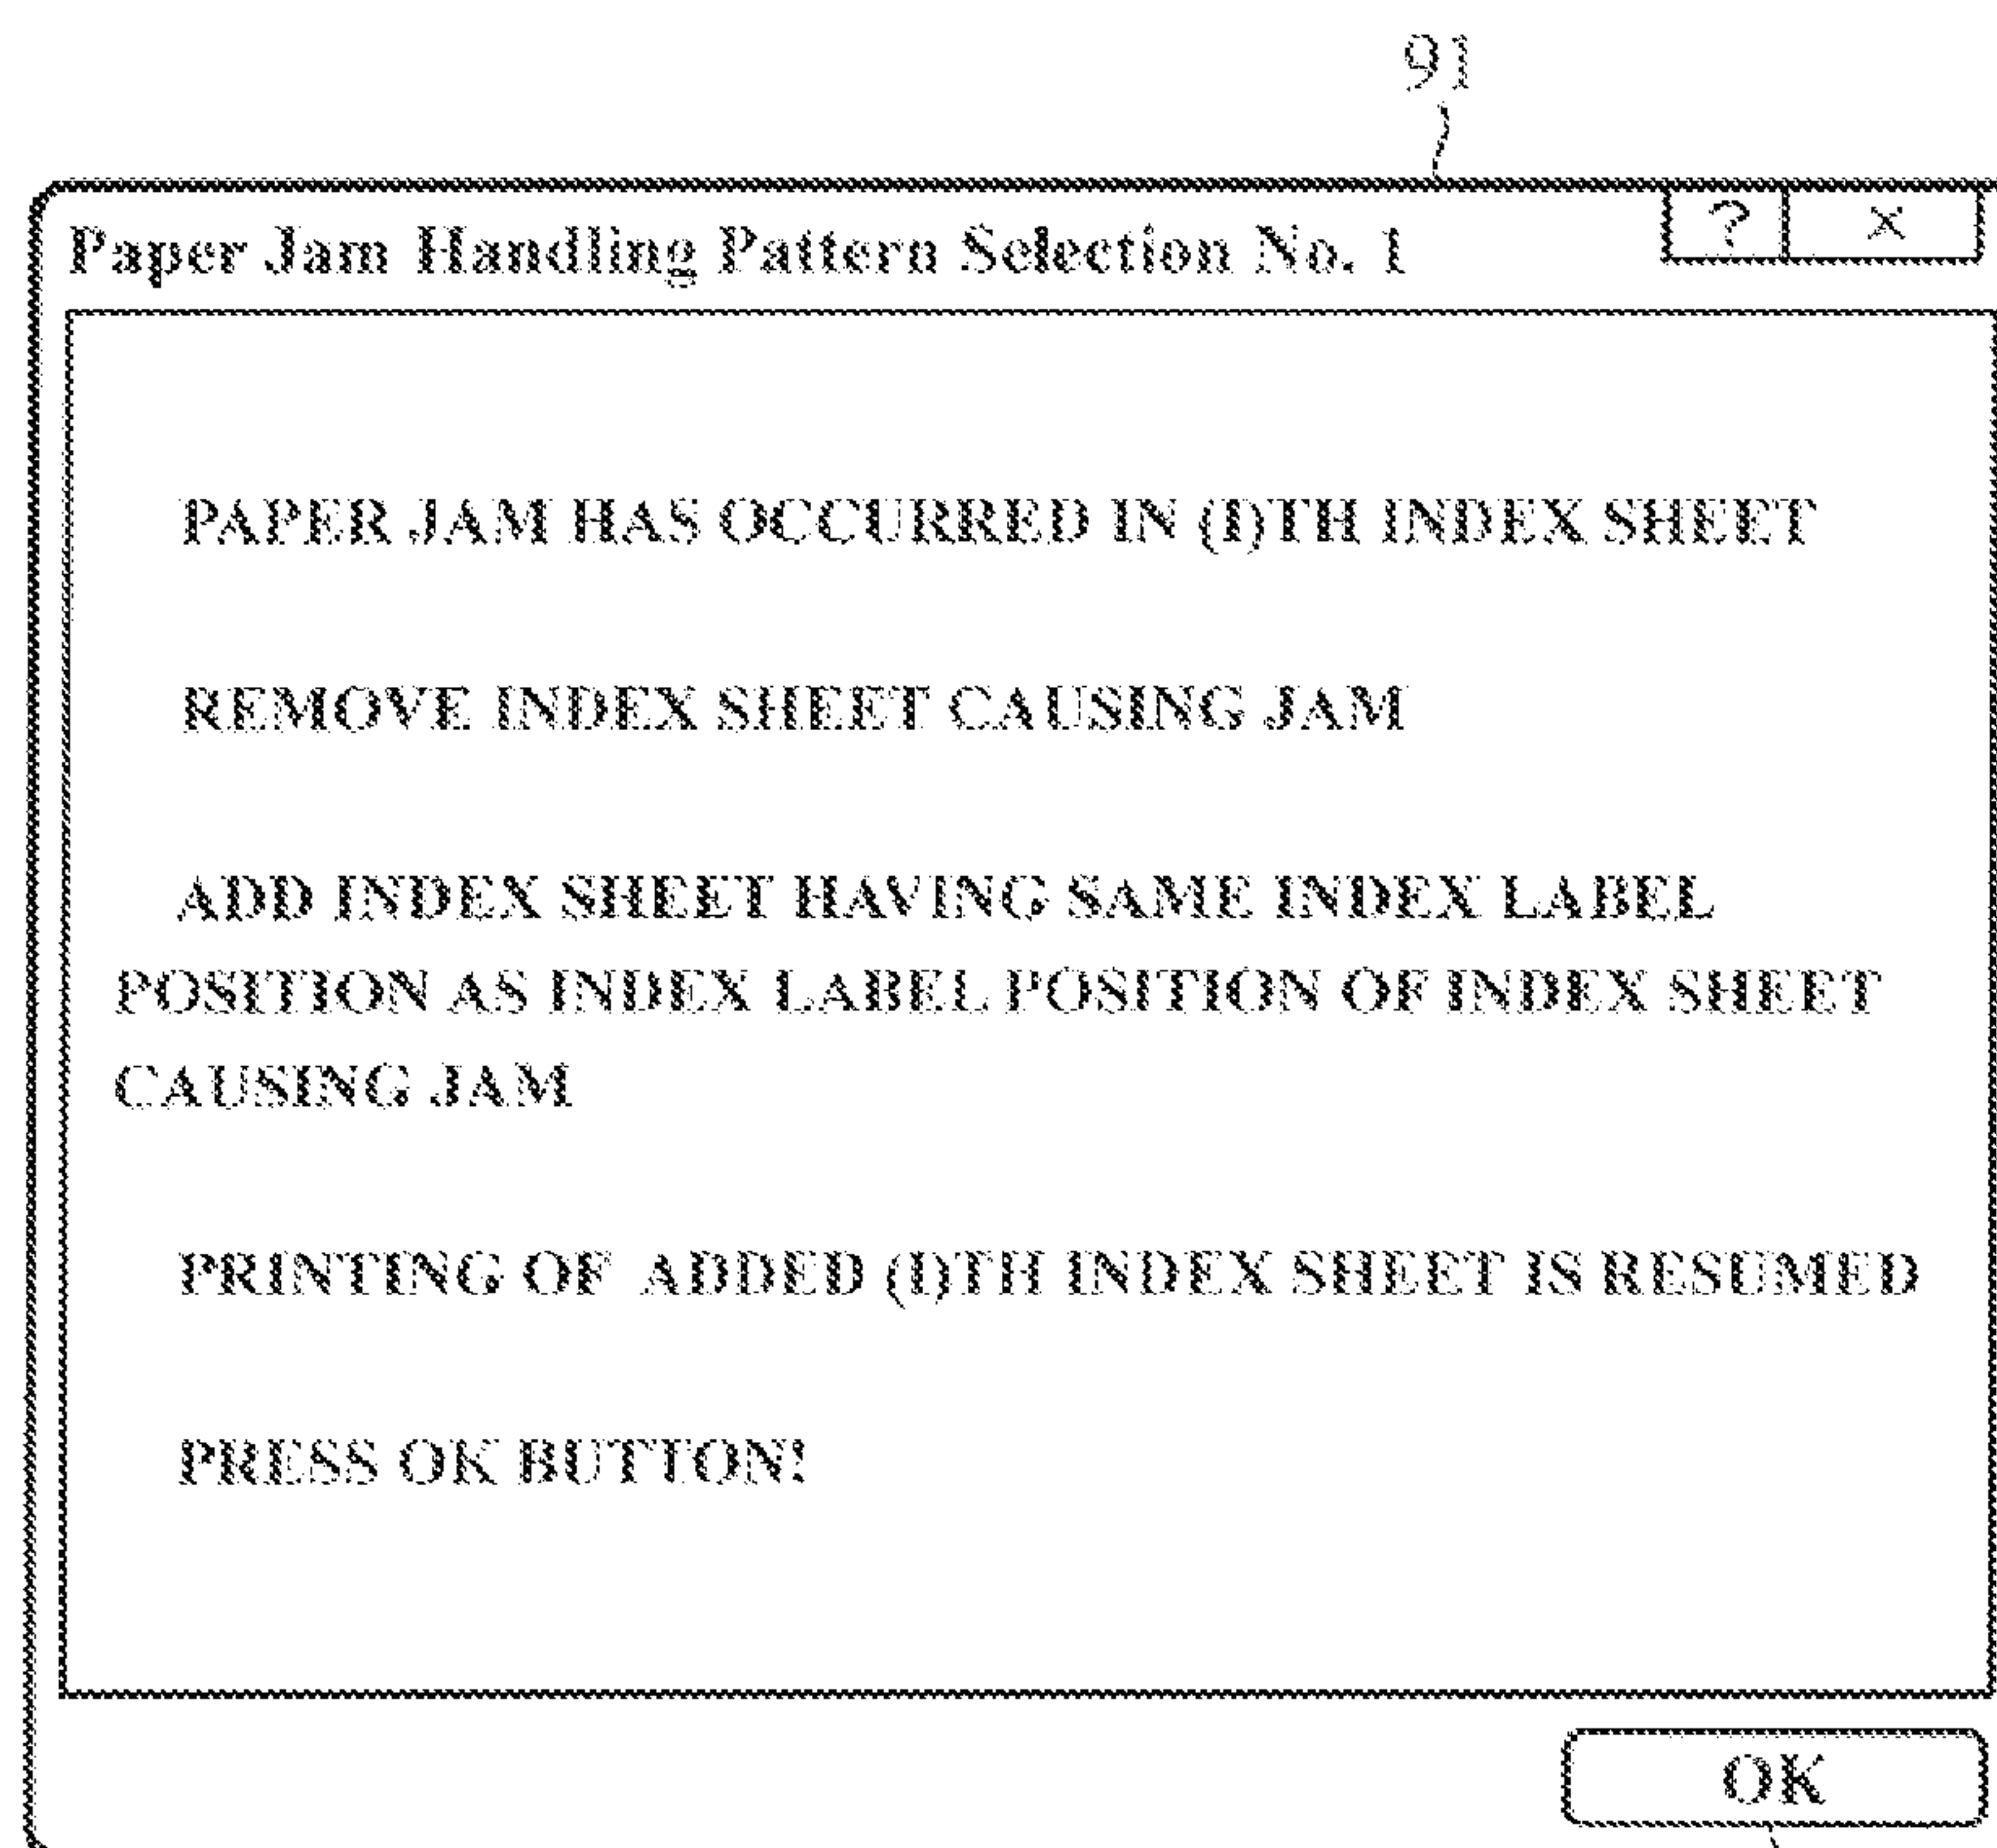 91
Paper Jam Handling Pattern Selection No. 1
? ×
PAPER JAM HAS OCCURRED IN (I)TH INDEX SHEET
REMOVE INDEX SHEET CAUSING JAM
ADD INDEX SHEET HAVING SAME INDEX LABEL
POSITION AS INDEX LABEL POSITION OF INDEX SHEET
CAUSING JAM
PRINTING OF ADDED (I)TH INDEX SHEET IS RESUMED
PRESS OK BUTTON!
OK